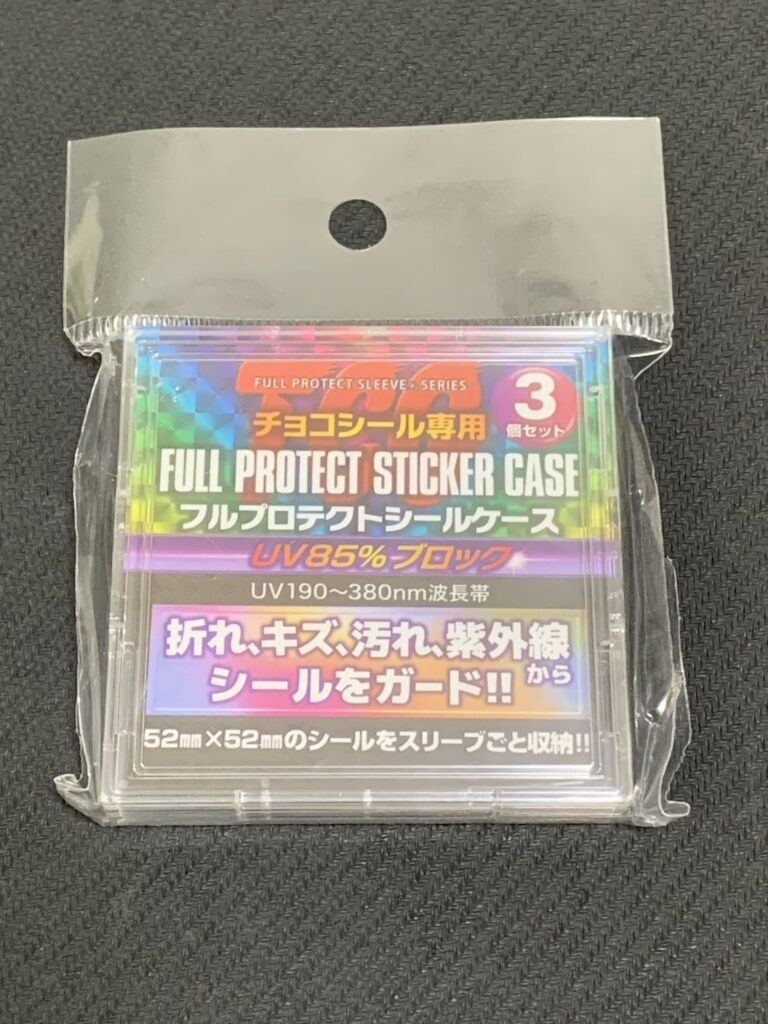 TCG
FULL PROTECT SLEEVE+ SERIES
3
個セット
チョコシール専用
FULL PROTECT STICKER CASE
フルプロテクトシールケース
UV85%ブロック
UV190〜380nm波長帯
折れ、キズ、汚れ、紫外線から
シールをガード!!
52mm×52mmのシールをスリーブごと収納!!